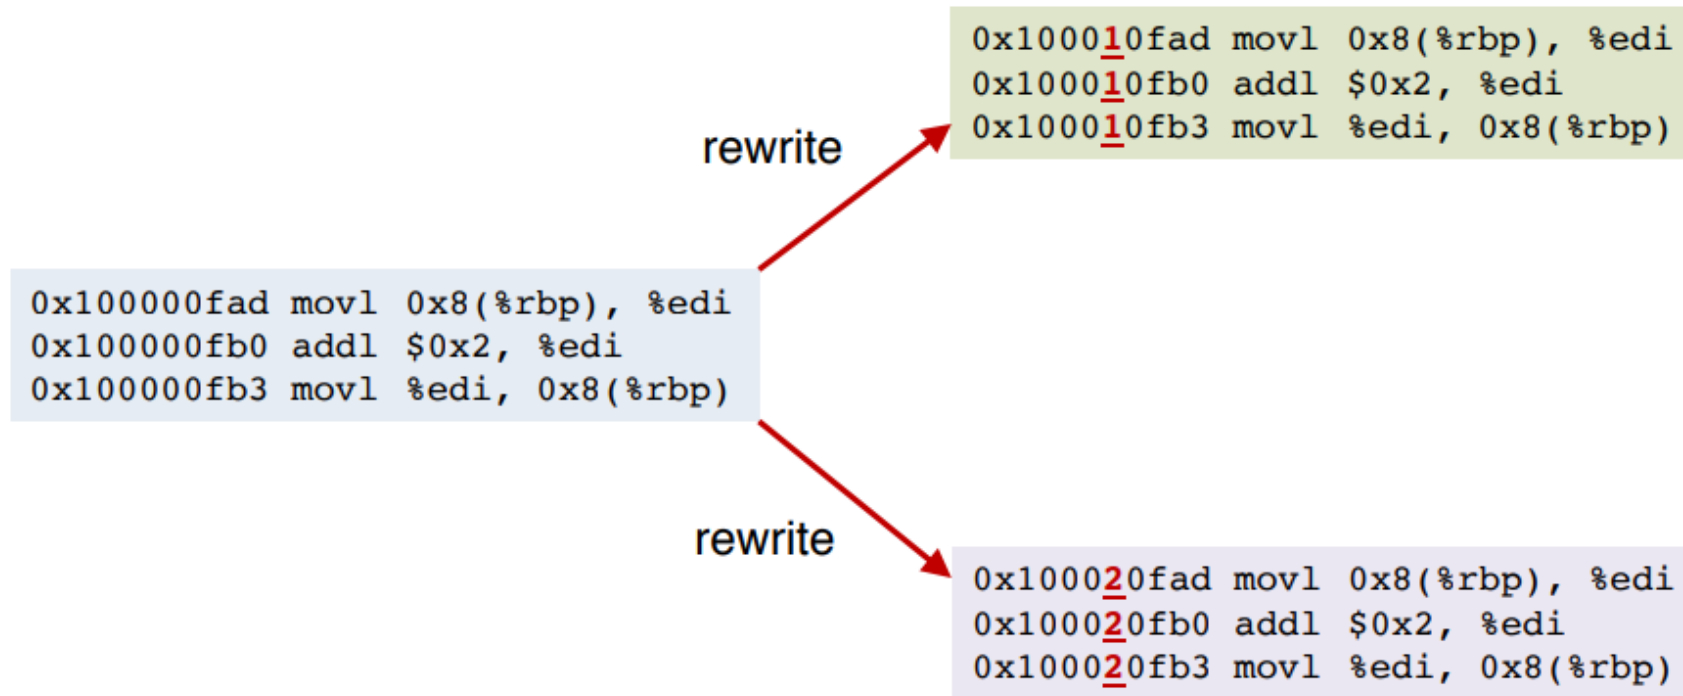 0x100010fad movl 0x8(%rbp), %edi
0x100010fb0 addl $0x2, %edi
0x100010fb3 movl %edi, 0x8(%rbp)
rewrite
0x100000fad movl 0x8(%rbp), %edi
0x100000fb0 addl $0x2, %edi
0x100000fb3 movl %edi, 0x8(%rbp)
rewrite
0x100020fad movl 0x8(%rbp), %edi
0x100020fb0 addl $0x2, %edi
0x100020fb3 movl %edi, 0x8(%rbp)